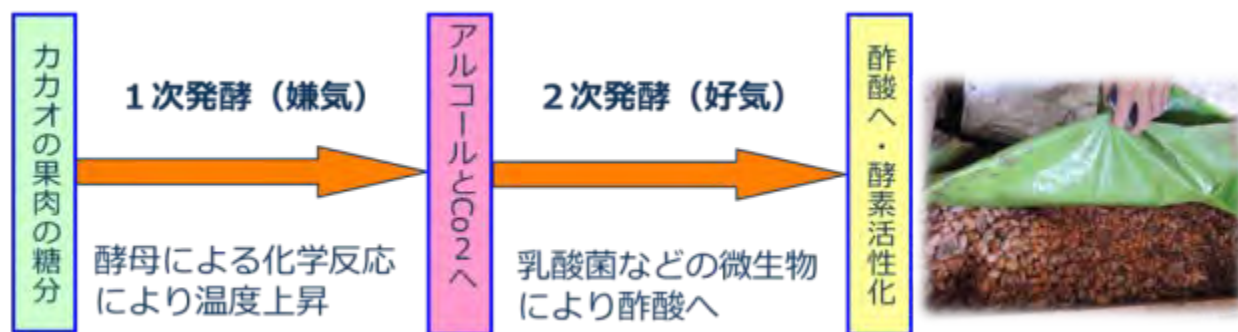 カカオの果肉の糖分
1次発酵（嫌気）
酵母による化学反応
により温度上昇
アルコールとCo2へ
2次発酵（好気）
乳酸菌などの微生物
により酢酸へ
酢酸へ・酵素活性化